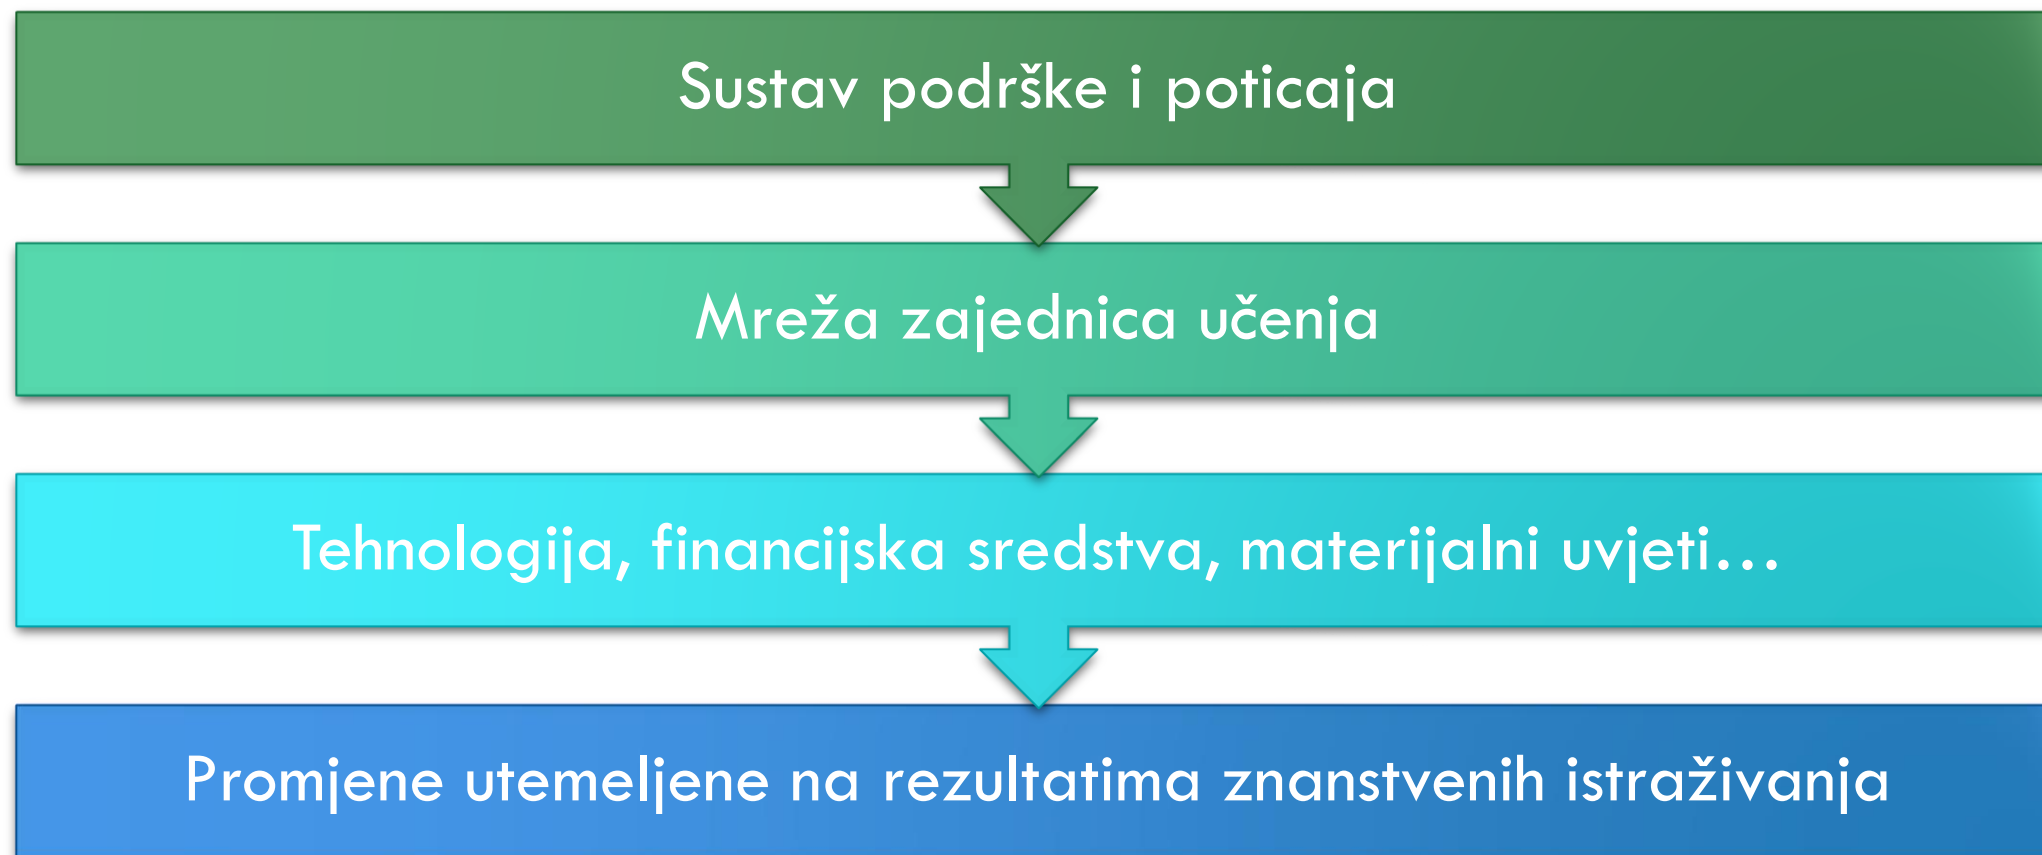 Sustav podrške i poticaja
Mreža zajednica učenja
Tehnologija, financijska sredstva, materijalni uvjeti...
Promjene utemeljene na rezultatima znanstvenih istraživanja